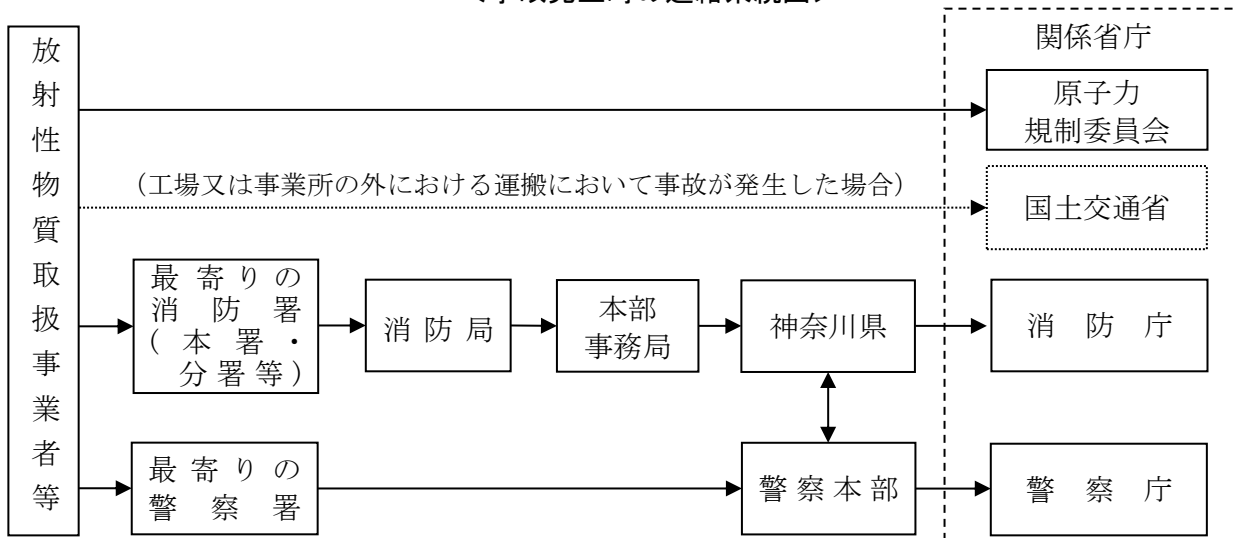 関係省庁
放射性物質取扱事業者等
原子力
規制委員会
（工場又は事業所の外における運搬において事故が発生した場合）
国土交通省
最寄りの
消防署
（本署・
分署等）
消防局
本部
事務局
神奈川県
消防庁
最寄りの
警察署
警察本部
警察庁